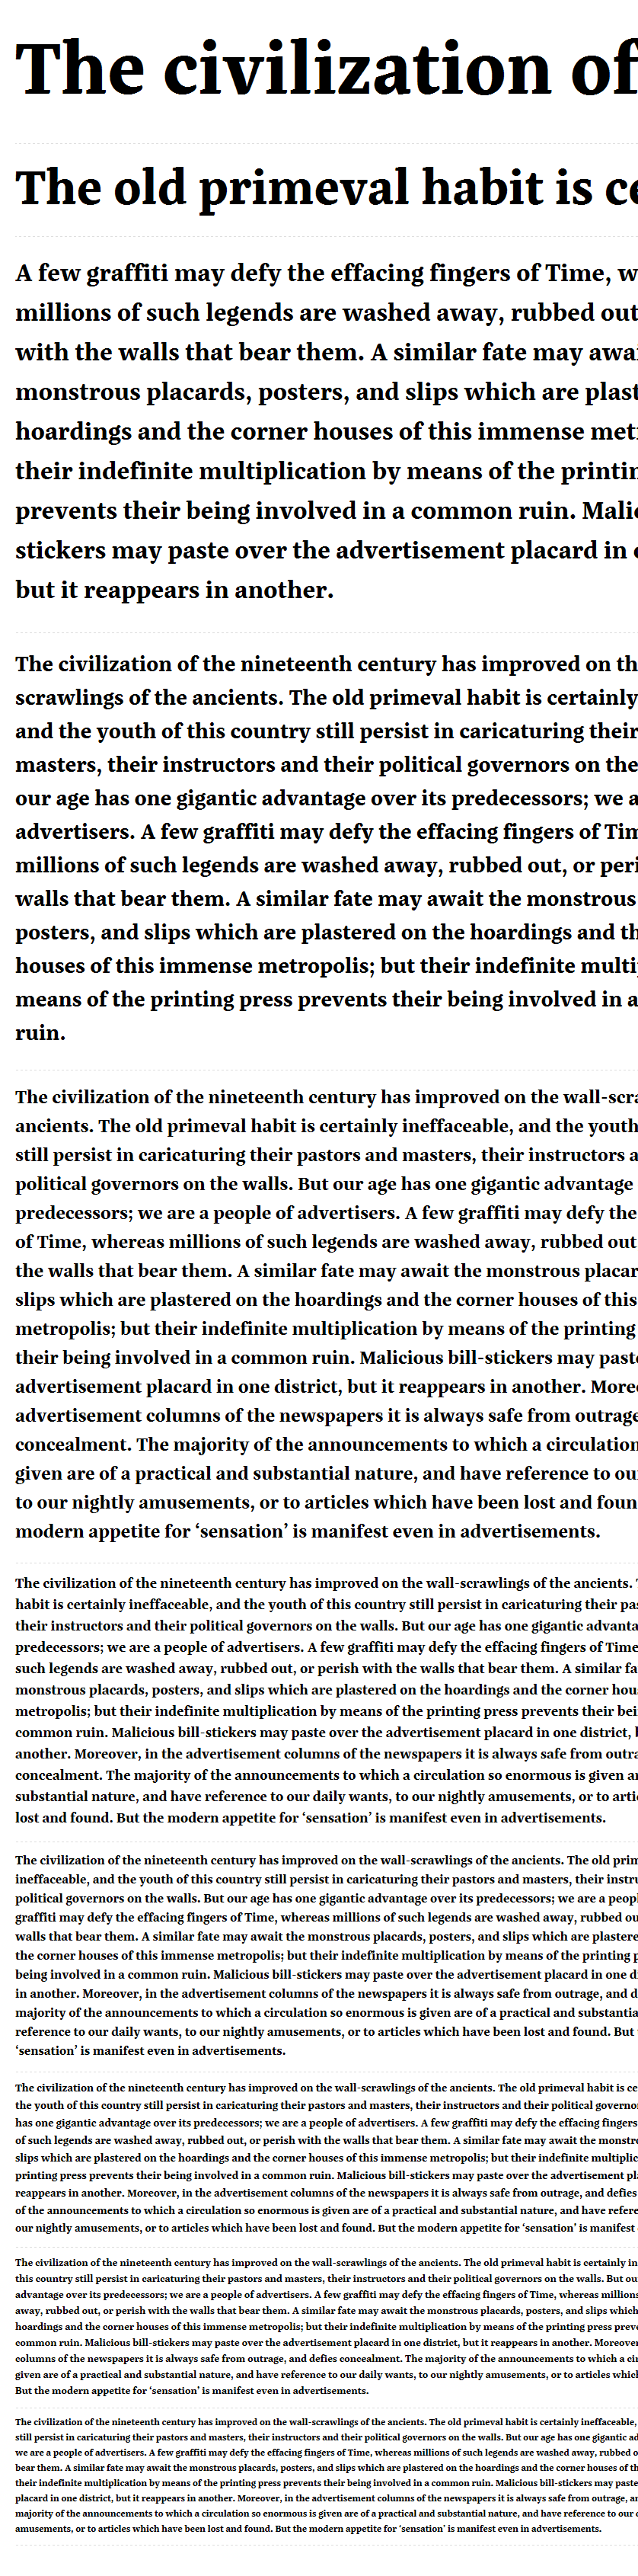 The civilization of
The old primeval habit is ce
A few graffiti may defy the effacing fingers of Time, w
millions of such legends are washed away, rubbed out
with the walls that bear them. A similar fate may awai
monstrous placards, posters, and slips which are plast
hoardings and the corner houses of this immense metr
their indefinite multiplication by means of the printin
prevents their being involved in a common ruin. Malic
stickers may paste over the advertisement placard in o
but it reappears in another.
The civilization of the nineteenth century has improved on th
scrawlings of the ancients. The old primeval habit is certainly
and the youth of this country still persist in caricaturing their
masters, their instructors and their political governors on the
our age has one gigantic advantage over its predecessors; we a
advertisers. A few graffiti may defy the effacing fingers of Tim
millions of such legends are washed away, rubbed out, or peri
walls that bear them. A similar fate may await the monstrous
posters, and slips which are plastered on the hoardings and th
houses of this immense metropolis; but their indefinite multip
means of the printing press prevents their being involved in a
ruin.
The civilization of the nineteenth century has improved on the wall-scra
ancients. The old primeval habit is certainly ineffaceable, and the youth
still persist in caricaturing their pastors and masters, their instructors a
political governors on the walls. But our age has one gigantic advantage
predecessors; we are a people of advertisers. A few graffiti may defy the
of Time, whereas millions of such legends are washed away, rubbed out
the walls that bear them. A similar fate may await the monstrous placar
slips which are plastered on the hoardings and the corner houses of this
metropolis; but their indefinite multiplication by means of the printing
their being involved in a common ruin. Malicious bill-stickers may paste
advertisement placard in one district, but it reappears in another. Moreo
advertisement columns of the newspapers it is always safe from outrage
concealment. The majority of the announcements to which a circulation
given are of a practical and substantial nature, and have reference to ou
to our nightly amusements, or to articles which have been lost and foun
modern appetite for ‘sensation’ is manifest even in advertisements.
The civilization of the nineteenth century has improved on the wall-scrawlings of the ancients. T
habit is certainly ineffaceable, and the youth of this country still persist in caricaturing their pas
their instructors and their political governors on the walls. But our age has one gigantic advanta
predecessors; we are a people of advertisers. A few graffiti may defy the effacing fingers of Time
such legends are washed away, rubbed out, or perish with the walls that bear them. A similar fa
monstrous placards, posters, and slips which are plastered on the hoardings and the corner hou
metropolis; but their indefinite multiplication by means of the printing press prevents their bei
common ruin. Malicious bill-stickers may paste over the advertisement placard in one district, b
another. Moreover, in the advertisement columns of the newspapers it is always safe from outra
concealment. The majority of the announcements to which a circulation so enormous is given ar
substantial nature, and have reference to our daily wants, to our nightly amusements, or to artic
lost and found. But the modern appetite for ‘sensation’ is manifest even in advertisements.
The civilization of the nineteenth century has improved on the wall-scrawlings of the ancients. The old prim
ineffaceable, and the youth of this country still persist in caricaturing their pastors and masters, their instru
political governors on the walls. But our age has one gigantic advantage over its predecessors; we are a peopl
graffiti may defy the effacing fingers of Time, whereas millions of such legends are washed away, rubbed ou
walls that bear them. A similar fate may await the monstrous placards, posters, and slips which are plastere
the corner houses of this immense metropolis; but their indefinite multiplication by means of the printing p
being involved in a common ruin. Malicious bill-stickers may paste over the advertisement placard in one di
in another. Moreover, in the advertisement columns of the newspapers it is always safe from outrage, and d
majority of the announcements to which a circulation so enormous is given are of a practical and substantia
reference to our daily wants, to our nightly amusements, or to articles which have been lost and found. But
‘sensation’ is manifest even in advertisements.
The civilization of the nineteenth century has improved on the wall-scrawlings of the ancients. The old primeval habit is ce
the youth of this country still persist in caricaturing their pastors and masters, their instructors and their political governo
has one gigantic advantage over its predecessors; we are a people of advertisers. A few graffiti may defy the effacing fingers
of such legends are washed away, rubbed out, or perish with the walls that bear them. A similar fate may await the monstro
slips which are plastered on the hoardings and the corner houses of this immense metropolis; but their indefinite multiplic
printing press prevents their being involved in a common ruin. Malicious bill-stickers may paste over the advertisement pla
reappears in another. Moreover, in the advertisement columns of the newspapers it is always safe from outrage, and defies
of the announcements to which a circulation so enormous is given are of a practical and substantial nature, and have refere
our nightly amusements, or to articles which have been lost and found. But the modern appetite for ‘sensation’ is manifest
The civilization of the nineteenth century has improved on the wall-scrawlings of the ancients. The old primeval habit is certainly in
this country still persist in caricaturing their pastors and masters, their instructors and their political governors on the walls. But ou
advantage over its predecessors; we are a people of advertisers. A few graffiti may defy the effacing fingers of Time, whereas millions
away, rubbed out, or perish with the walls that bear them. A similar fate may await the monstrous placards, posters, and slips which
hoardings and the corner houses of this immense metropolis; but their indefinite multiplication by means of the printing press prev
common ruin. Malicious bill-stickers may paste over the advertisement placard in one district, but it reappears in another. Moreover
columns of the newspapers it is always safe from outrage, and defies concealment. The majority of the announcements to which a cir
given are of a practical and substantial nature, and have reference to our daily wants, to our nightly amusements, or to articles which
But the modern appetite for ‘sensation’ is manifest even in advertisements.
The civilization of the nineteenth century has improved on the wall-scrawlings of the ancients. The old primeval habit is certainly ineffaceable,
still persist in caricaturing their pastors and masters, their instructors and their political governors on the walls. But our age has one gigantic ad
we are a people of advertisers. A few graffiti may defy the effacing fingers of Time, whereas millions of such legends are washed away, rubbed o
bear them. A similar fate may await the monstrous placards, posters, and slips which are plastered on the hoardings and the corner houses of th
their indefinite multiplication by means of the printing press prevents their being involved in a common ruin. Malicious bill-stickers may paste
placard in one district, but it reappears in another. Moreover, in the advertisement columns of the newspapers it is always safe from outrage, an
majority of the announcements to which a circulation so enormous is given are of a practical and substantial nature, and have reference to our d
amusements, or to articles which have been lost and found. But the modern appetite for ‘sensation’ is manifest even in advertisements.